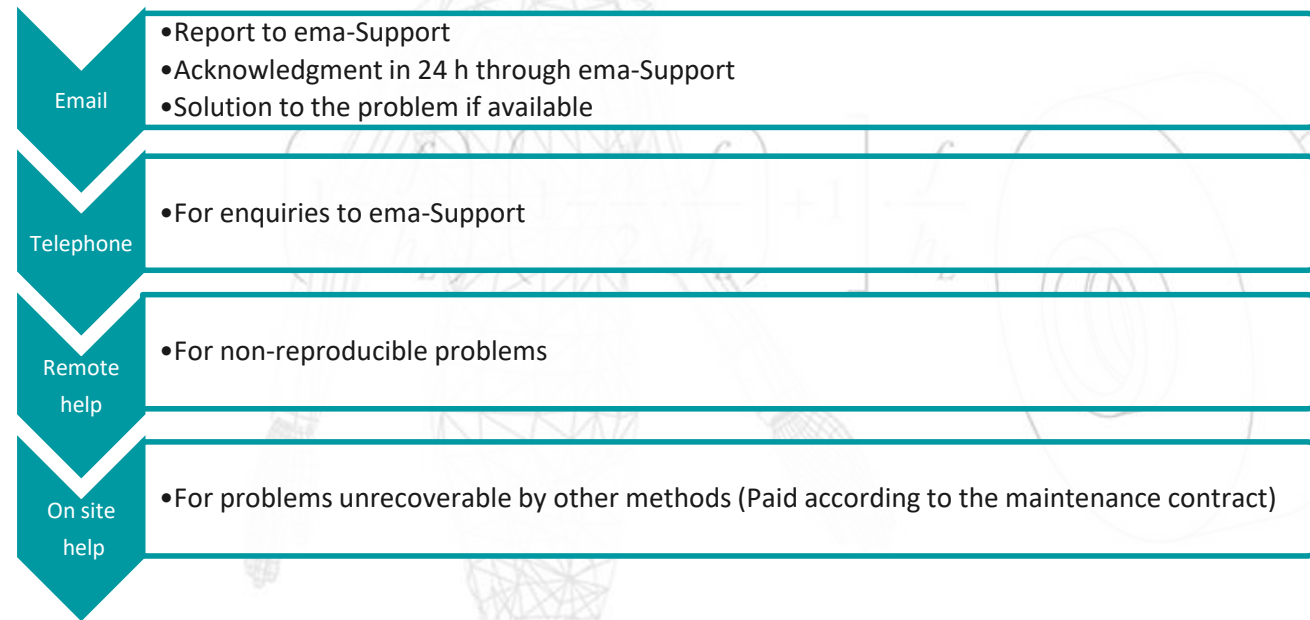 Email
•Report to ema-Support
•Acknowledgment in 24 h through ema-Support
•Solution to the problem if available
Telephone
•For enquiries to ema-Support
Remote
help
•For non-reproducible problems
On site
help
•For problems unrecoverable by other methods (Paid according to the maintenance contract)